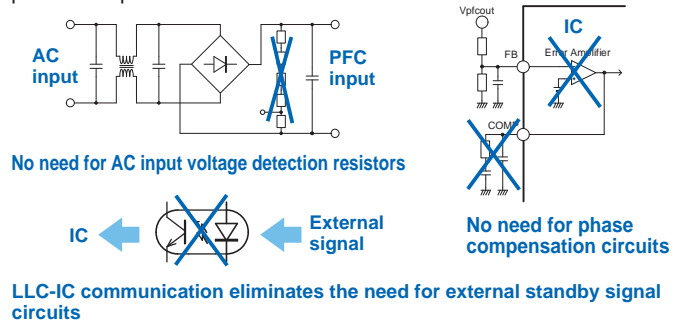 AC
input
PFC
input
No need for AC input voltage detection resistors
Vpfcout
IC
FB
Error Amplifier
COMP
No need for phase
compensation circuits
IC
External
signal
LLC-IC communication eliminates the need for external standby signal
circuits